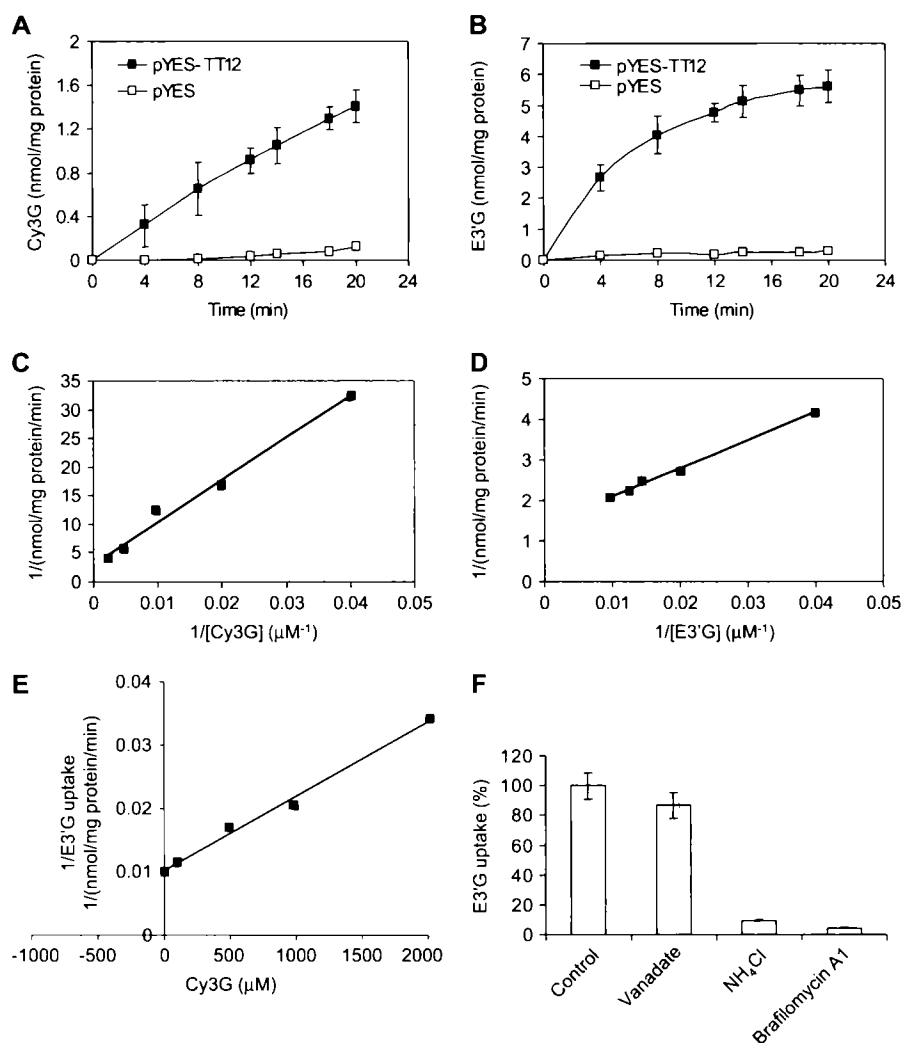 A
Cy3G (nmol/mg protein)
2
1.6
1.2
0.8
0.4
0
pYES-TT12
pYES
0 4 8 12 16 20 24
Time (min)
B
E3'G (nmol/mg protein)
7
6
5
4
3
2
1
0
pYES-TT12
pYES
0 4 8 12 16 20 24
Time (min)
C
1/(nmol/mg protein/min)
35
30
25
20
15
10
5
0
0 0.01 0.02 0.03 0.04 0.05
1/[Cy3G] (µM⁻¹)
D
1/(nmol/mg protein/min)
5
4
3
2
1
0
0 0.01 0.02 0.03 0.04 0.05
1/[E3'G] (µM⁻¹)
E
1/E3'G uptake
1/(nmol/mg protein/min)
0.04
0.03
0.02
0.01
0
-1000 -500 0 500 1000 1500 2000
Cy3G (µM)
F
E3'G uptake (%)
120
100
80
60
40
20
0
Control
Vanadate
NH₄Cl
Brafilomycin A1